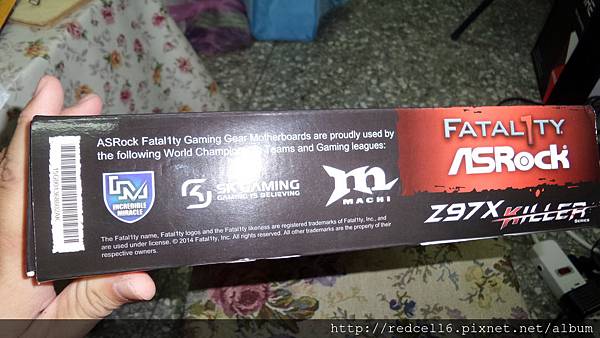 ASRock Fatal1ty Gaming Gear Motherboards are proudly used by
the following World Championship Teams and Gaming leagues:
IM
INCREDIBLE
MIRACLE
SK GAMING
GAMING IS BELIEVING
M
MACHI
FATAL1TY
ASRock
Z97X KILLER
SERIES
The Fatal1ty name, Fatal1ty logos and the Fatal1ty likeness are registered trademarks of Fatal1ty, Inc., and
are used under license. © 2014 Fatal1ty, Inc. All rights reserved. All other trademarks are the property of their
respective owners.
http://redcell6.pixnet.net/album